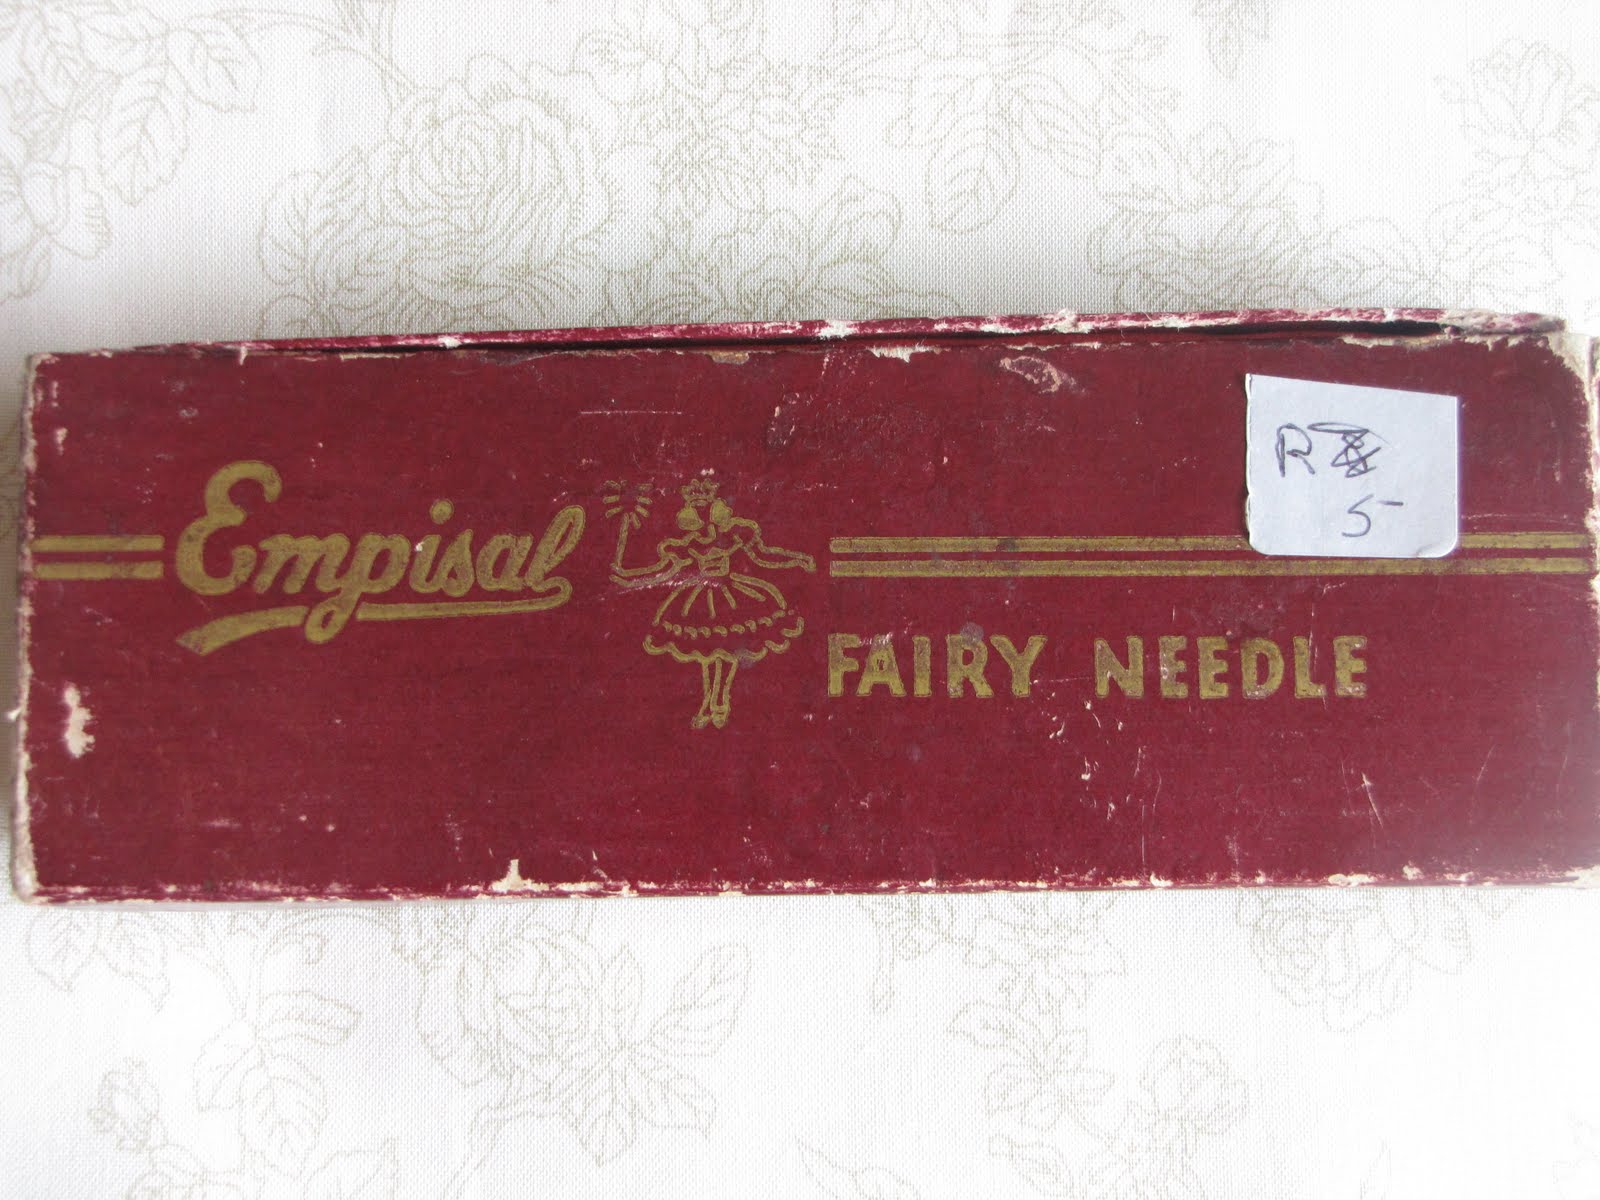 Empisal
FAIRY NEEDLE
R
5-